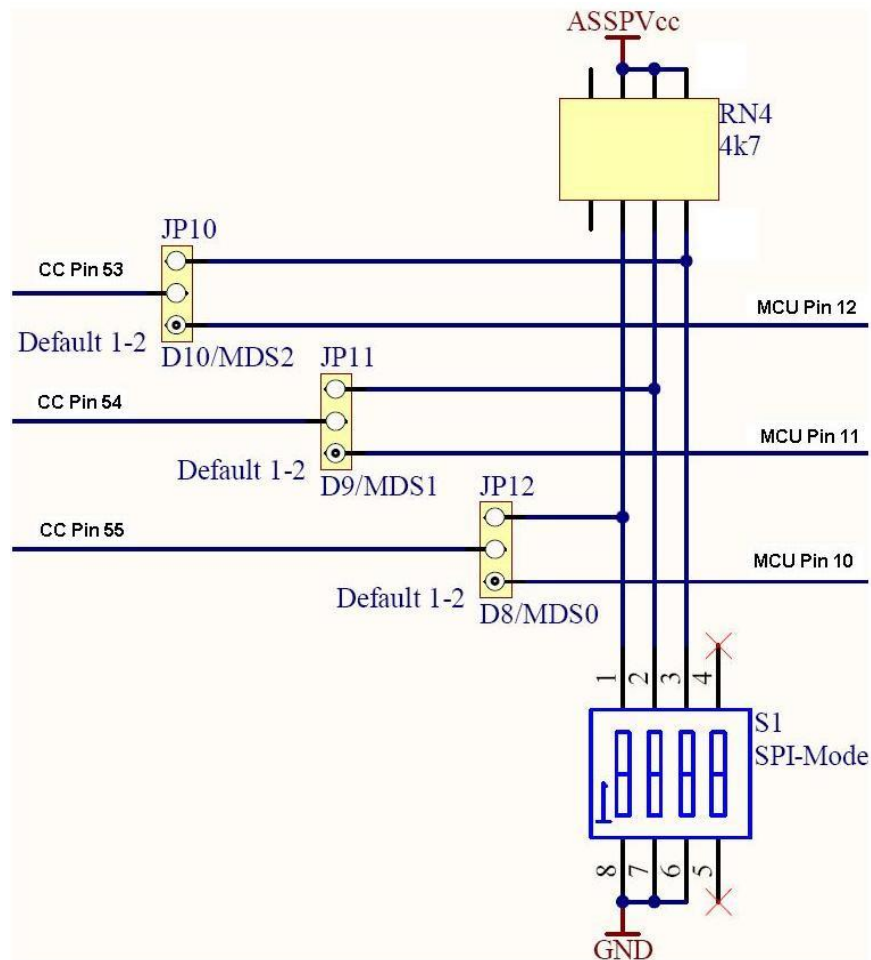 ASSPVcc
RN4
4k7
JP10
CC Pin 53
MCU Pin 12
Default 1-2
D10/MDS2
JP11
CC Pin 54
MCU Pin 11
Default 1-2
D9/MDS1
JP12
CC Pin 55
MCU Pin 10
Default 1-2
D8/MDS0
1 2 3 4
S1
SPI-Mode
1
8 7 6 5
GND